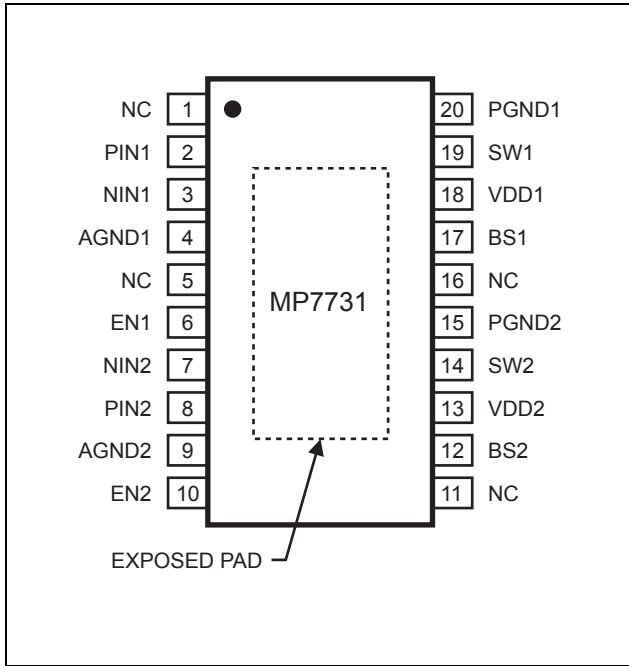 NC 1 20 PGND1
PIN1 2 19 SW1
NIN1 3 18 VDD1
AGND1 4 17 BS1
NC 5 16 NC
MP7731
EN1 6 15 PGND2
NIN2 7 14 SW2
PIN2 8 13 VDD2
AGND2 9 12 BS2
EN2 10 11 NC
EXPOSED PAD